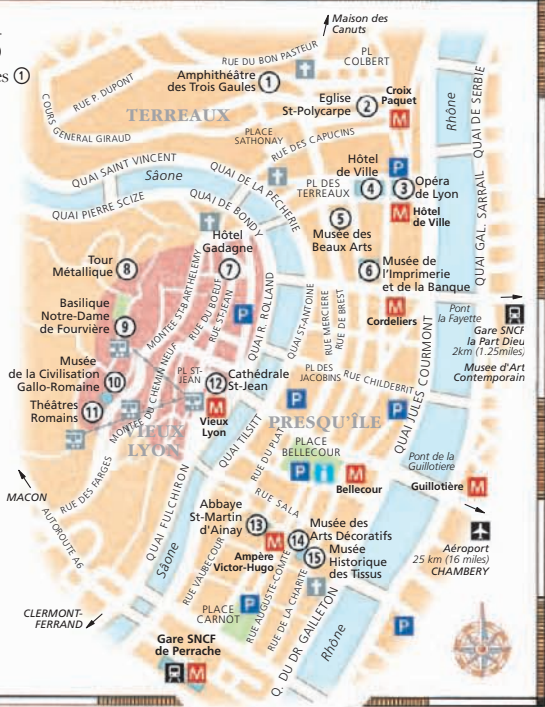 Maison des
Canuts
RUE DU BON PASTEUR
PL
COLBERT
es 1
Amphithéâtre
des Trois Gaules 1
RUE P. DUPONT
Croix
Paquet
M
Eglise
St-Polycarpe 2
TERREAUX
COURS
GENERAL GIRAUD
PLACE
SATHONAY
RUE DES CAPUCINS
Rhône
QUAI DE SERBIE
QUAI SAINT VINCENT
Sâone
QUAI DE LA PECHERIE
Hôtel
de Ville
P
PL DES
TERREAUX
4
3 Opéra
de Lyon
QUAI PIERRE SCIZE
QUAI DE BONDY
M Hôtel
de Ville
QUAI GAL. SARRAIL
5
Musée des
Beaux Arts
Hôtel
Gadagne
7
Tour
Métallique 8
6 Musée de
l'Imprimerie
et de la Banque
MONTÉE ST-BARTHELEMY
RUE DU BOEUF
RUE ST-JEAN
P
QUAI R. ROLLAND
QUAI ST-ANTOINE
RUE MERCIERE
RUE DE BREST
M
Cordeliers
Pont
la Fayette
Basilique
Notre-Dame
de Fourvière
9
Gare SNCF
la Part Dieu
2km (1.25miles)
Musée d'Art
Contemporain
Musée
de la Civilisation
Gallo-Romaine
10
MONTÉE DU CHEMIN NEUF
PL ST-
JEAN
12 Cathédrale
St-Jean
PL DES
JACOBINS
RUE CHILDEBRIT
QUAI JULES COURMONT
Théâtres
Romains
11
M
Vieux
Lyon
P
P
VIEUX
LYON
PRESQU'ÎLE
QUAI TILSITT
RUE DU PLAT
PLACE
BELLECOUR
P
i
M
Bellecour
Pont de la
Guillotiere
Guillotière M
MACON
RUE DES FARGES
AUTOROUTE A6
QUAI FULCHIRON
Sâone
RUE SALA
Abbaye
St-Martin
d'Ainay
13
14 Musée des
Arts Décoratifs
M
Ampère
Victor-Hugo
15 Musée
Historique
des Tissus
Aéroport
25 km (16 miles)
CHAMBERY
RUE VAUBECOUR
RUE AUGUSTE-COMTE
RUE DE LA CHARITE
CLERMONT-
FERRAND
PLACE
CARNOT
P
P
Gare SNCF
de Perrache
M
Q. DU DR GAILLETON
Rhône